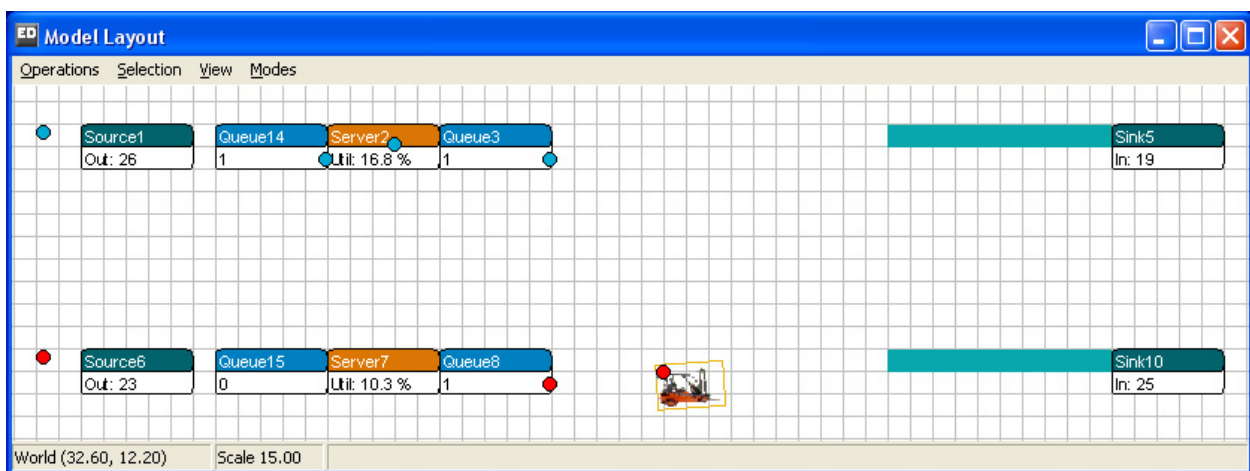 ED Model Layout
Operations Selection View Modes
Source1 Queue14 Server2 Queue3 Sink5
Out: 26 1 Util: 16.8 % 1 In: 19
Source6 Queue15 Server7 Queue8 Sink10
Out: 23 0 Util: 10.3 % 1 In: 25
World (32.60, 12.20) Scale 15.00